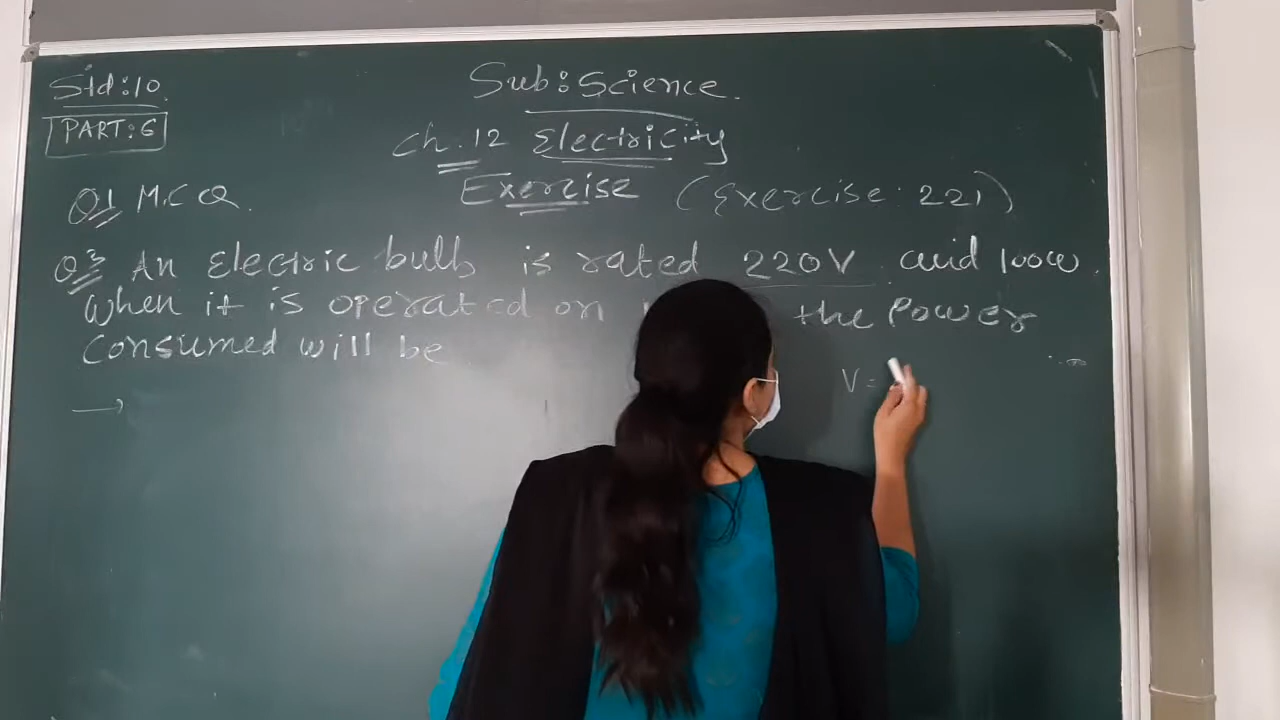 Std:10.
PART:6
Sub:Science.
Ch.12 Electricity
Exercise (Exercise: 221)
Q1 M.C Q.
Q3 An Electric bulb is rated 220V and 100w.
When it is operated on the Power
Consumed will be
V =